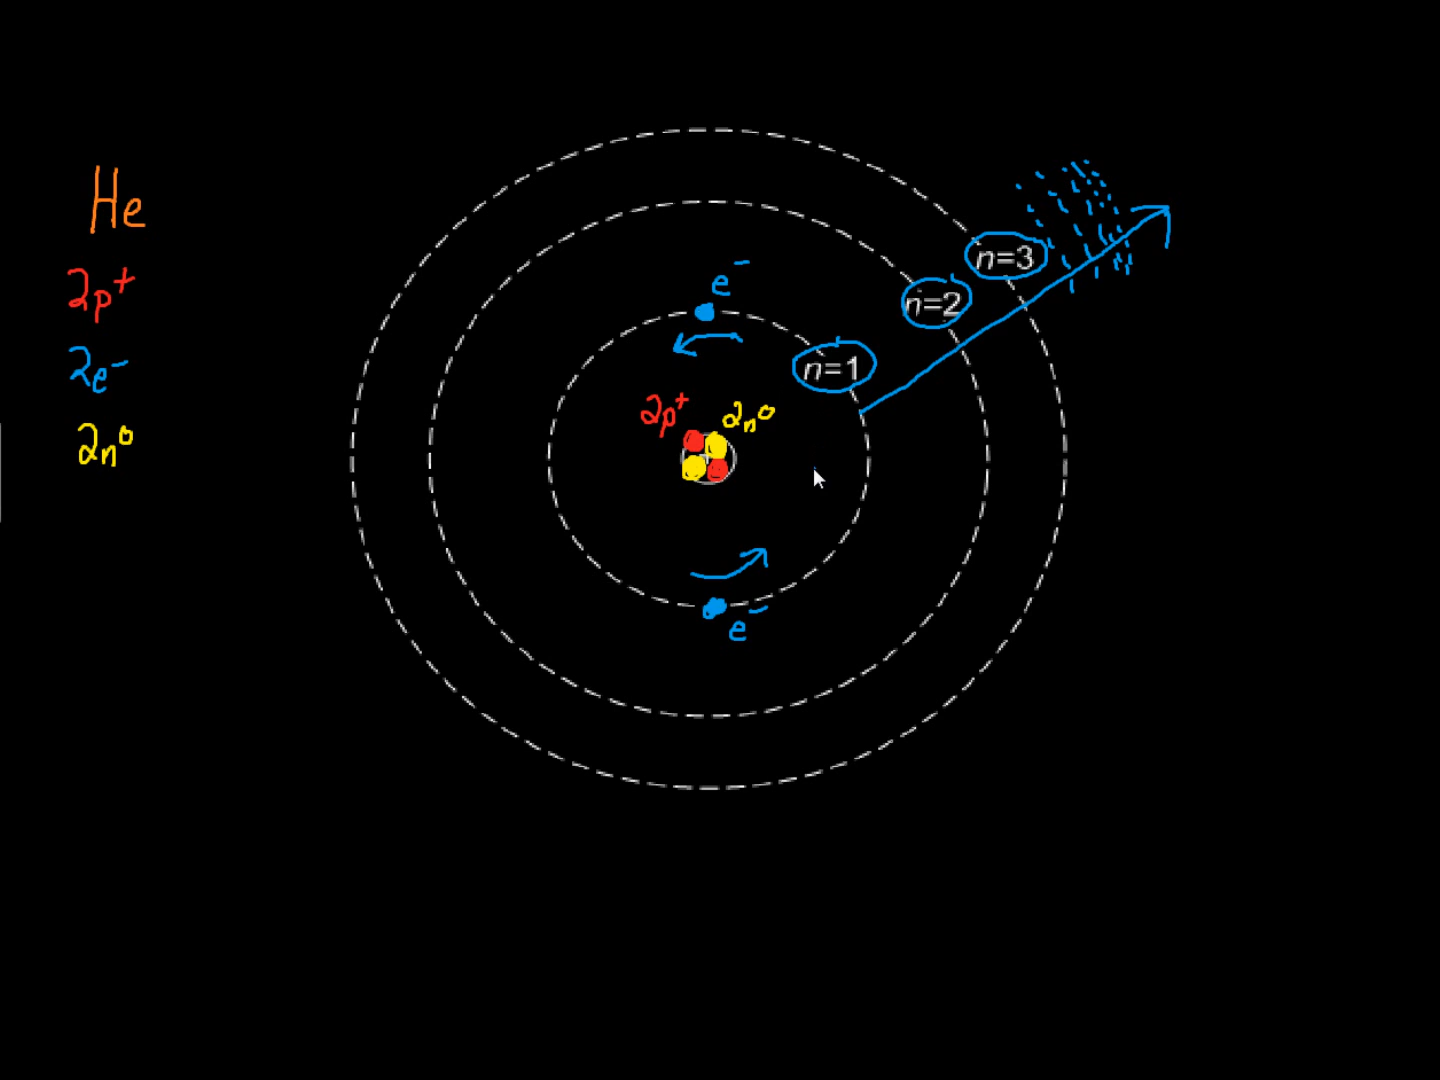 He
2p⁺
2e⁻
2n⁰
n=3
e⁻
n=2
n=1
2p⁺ 2n⁰
e⁻